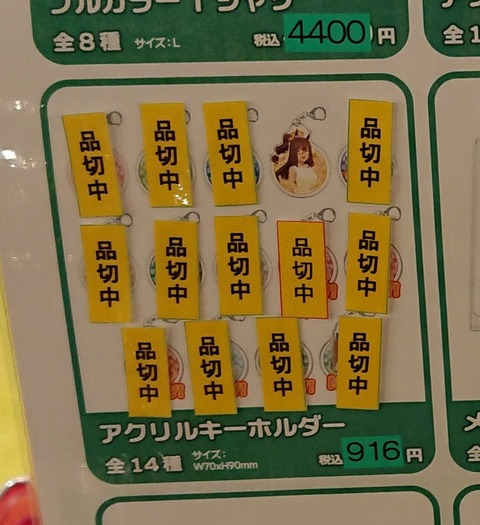 フルカラーTシャツ
全8種 サイズ:L 税込 4400円
全1
品切中
品切中
品切中
品切中
品切中
品切中
品切中
品切中
品切中
品切中
品切中
品切中
品切中
アクリルキーホルダー
全14種 サイズ: W70xH90mm 税込 916円
メ
全